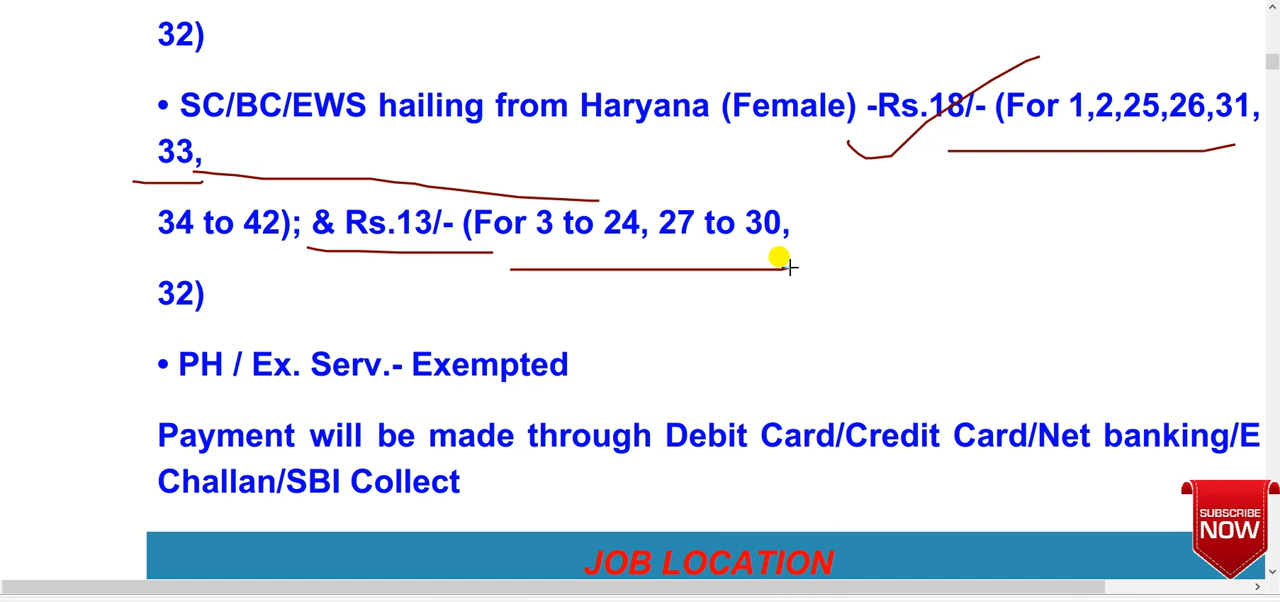 32)
• SC/BC/EWS hailing from Haryana (Female) -Rs.18/- (For 1,2,25,26,31,
33,
34 to 42); & Rs.13/- (For 3 to 24, 27 to 30,
32)
• PH / Ex. Serv.- Exempted
Payment will be made through Debit Card/Credit Card/Net banking/E
Challan/SBI Collect
SUBSCRIBE
NOW
JOB LOCATION